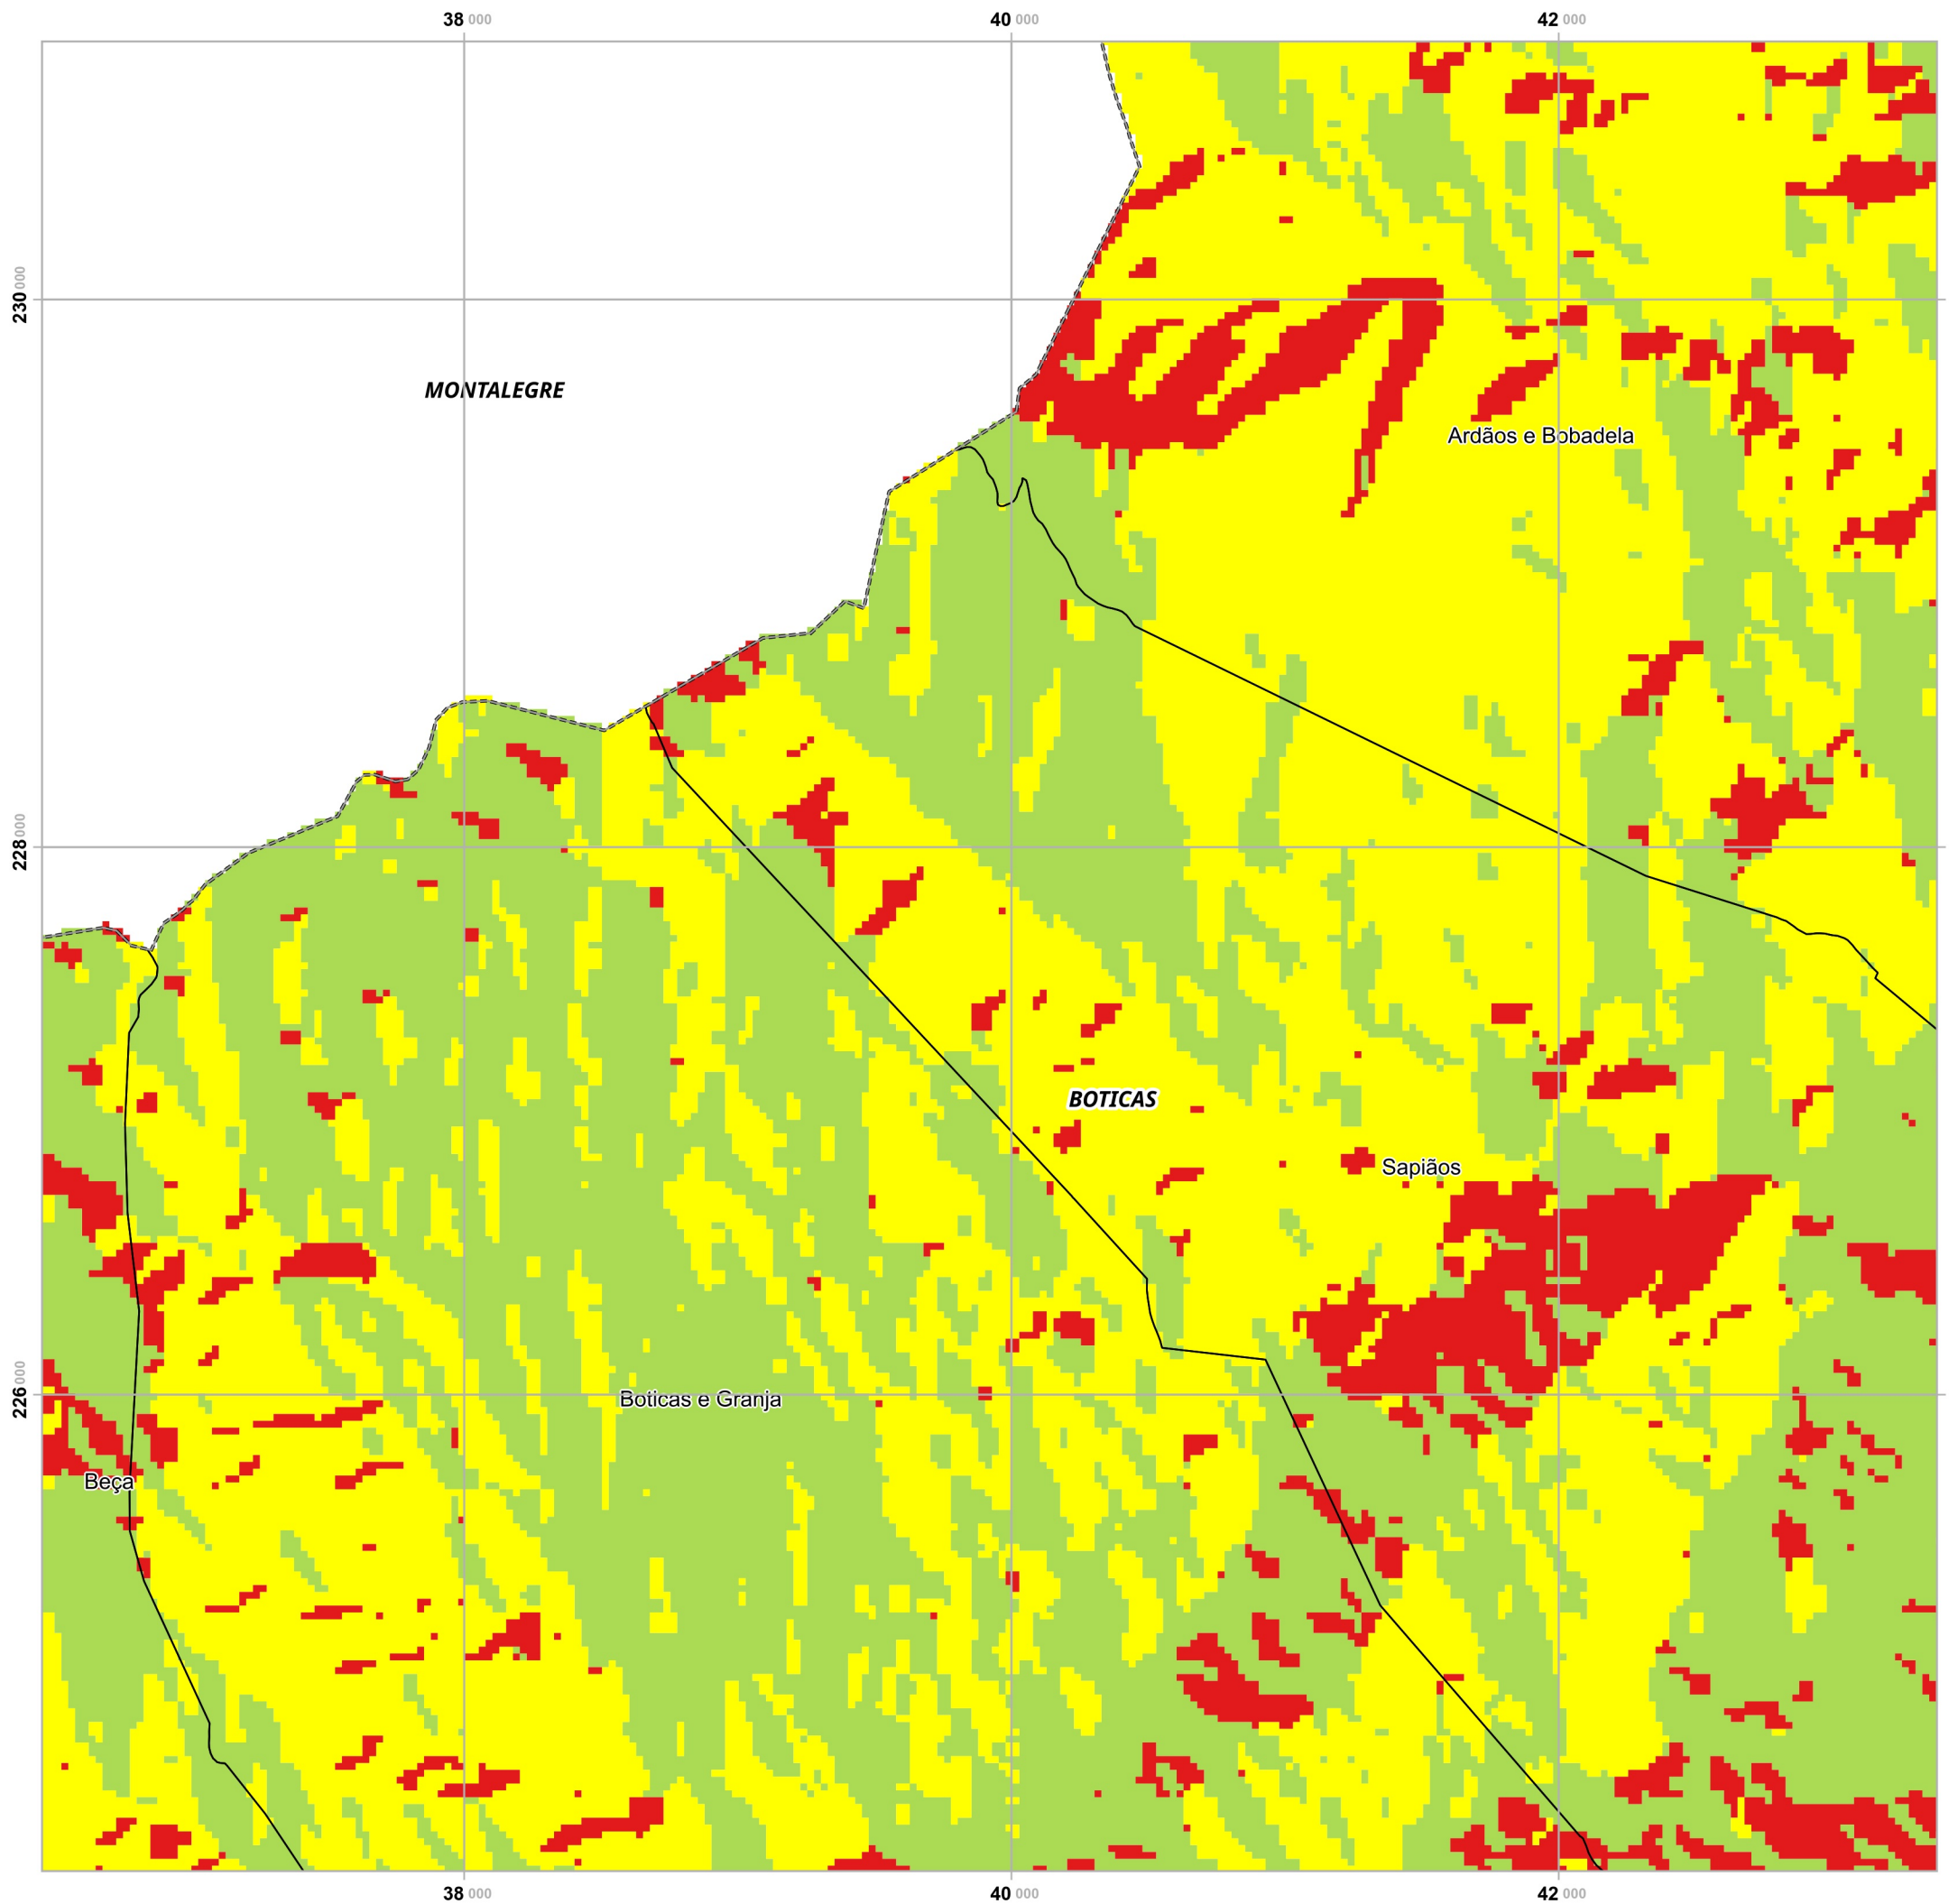 38 000
40 000
42 000
230 000
MONTALEGRE
Ardãos e Bobadela
228 000
BOTICAS
Sapiãos
226 000
Boticas e Granja
Beça
38 000
40 000
42 000